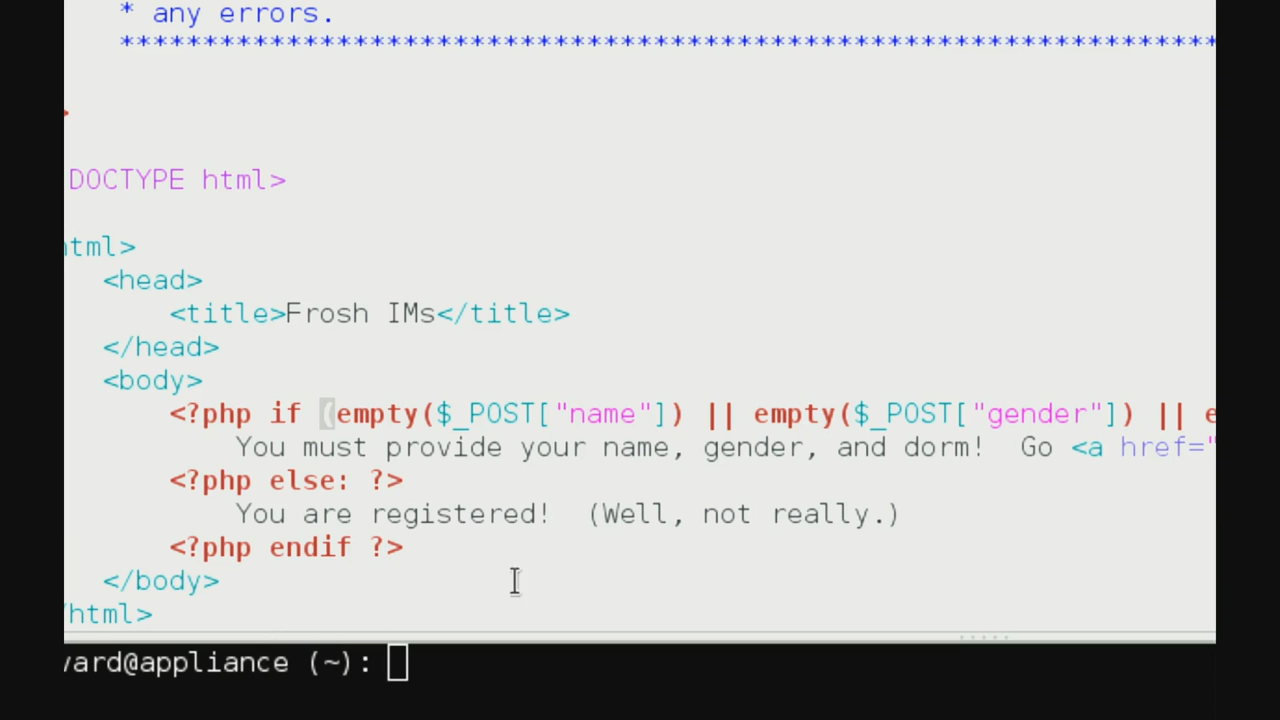 * any errors.
******************************************************************
>
DOCTYPE html>
html>
<head>
<title>Frosh IMs</title>
</head>
<body>
<?php if (empty($_POST["name"]) || empty($_POST["gender"]) || e
You must provide your name, gender, and dorm!  Go <a href="
<?php else: ?>
You are registered!  (Well, not really.)
<?php endif ?>
</body>
/html>
vard@appliance (~):